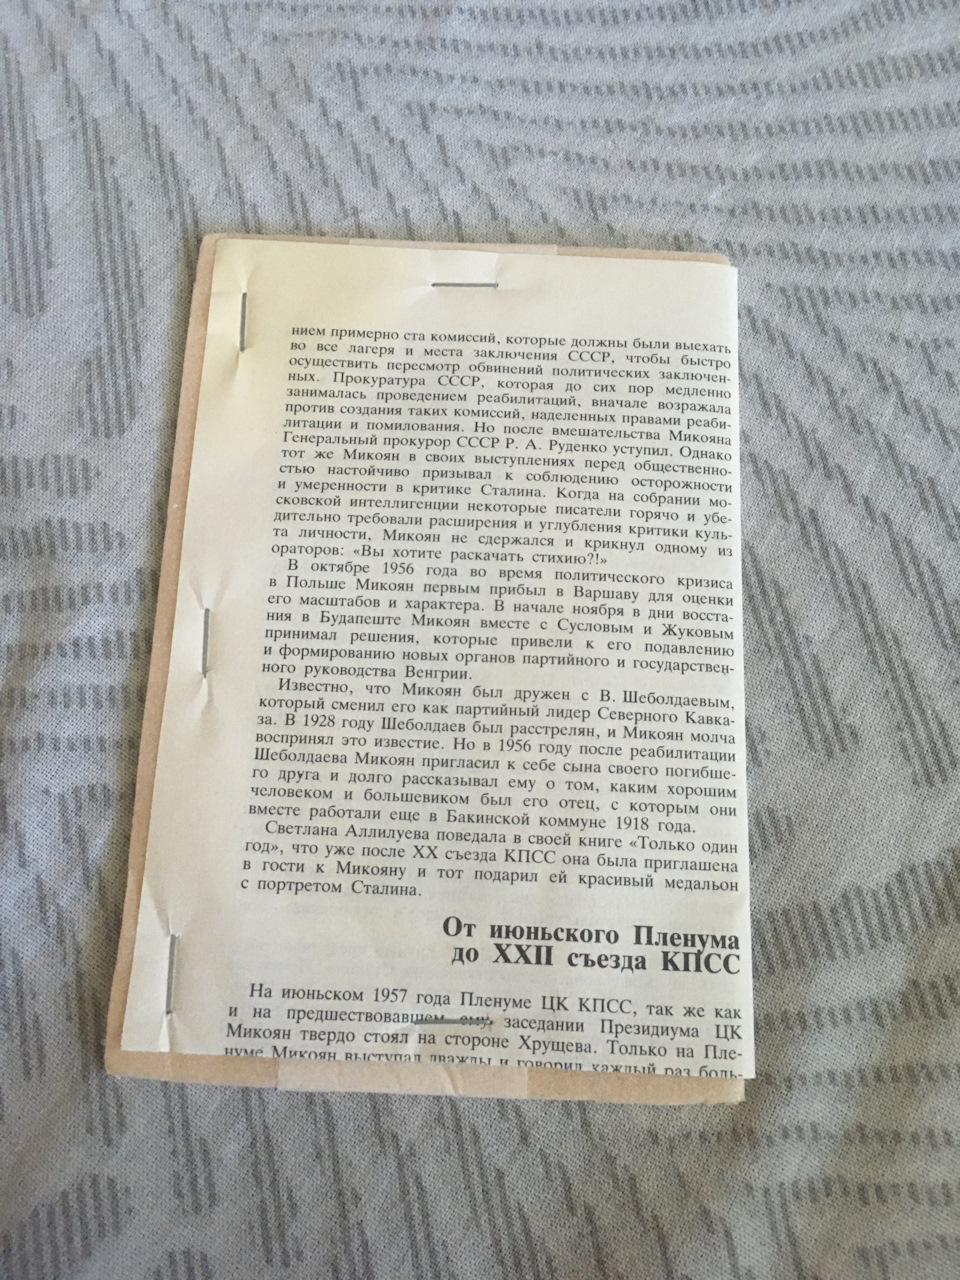 нием примерно ста комиссий, которые должны были выехать
во все лагеря и места заключения СССР, чтобы быстро
осуществить пересмотр обвинений политических заключен-
ных. Прокуратура СССР, которая до сих пор медленно
занималась проведением реабилитаций, вначале возражала
против создания таких комиссий, наделенных правами реаби-
литации и помилования. Но после вмешательства Микояна
Генеральный прокурор СССР Р. А. Руденко уступил. Однако
тот же Микоян в своих выступлениях перед общественно-
стью настойчиво призывал к соблюдению осторожности
и умеренности в критике Сталина. Когда на собрании мо-
сковской интеллигенции некоторые писатели горячо и убе-
дительно требовали расширения и углубления критики куль-
та личности, Микоян не сдержался и крикнул одному из
ораторов: «Вы хотите раскачать стихию?!»
В октябре 1956 года во время политического кризиса
в Польше Микоян первым прибыл в Варшаву для оценки
его масштабов и характера. В начале ноября в дни восста-
ния в Будапеште Микоян вместе с Сусловым и Жуковым
принимал решения, которые привели к его подавлению
и формированию новых органов партийного и государствен-
ного руководства Венгрии.
Известно, что Микоян был дружен с В. Шеболдаевым,
который сменил его как партийный лидер Северного Кавка-
за. В 1928 году Шеболдаев был расстрелян, и Микоян молча
воспринял это известие. Но в 1956 году после реабилитации
Шеболдаева Микоян пригласил к себе сына своего погибше-
го друга и долго рассказывал ему о том, каким хорошим
человеком и большевиком был его отец, с которым они
вместе работали еще в Бакинской коммуне 1918 года.
Светлана Аллилуева поведала в своей книге «Только один
год», что уже после XX съезда КПСС она была приглашена
в гости к Микояну и тот подарил ей красивый медальон
с портретом Сталина.
От июньского Пленума
до XXII съезда КПСС
На июньском 1957 года Пленуме ЦК КПСС, так же как
и на предшествовавшем ему, заседании Президиума ЦК
Микоян твердо стоял на стороне Хрущева. Только на Пле-
нуме Микоян выступал дважды и говорил каждый раз боль-